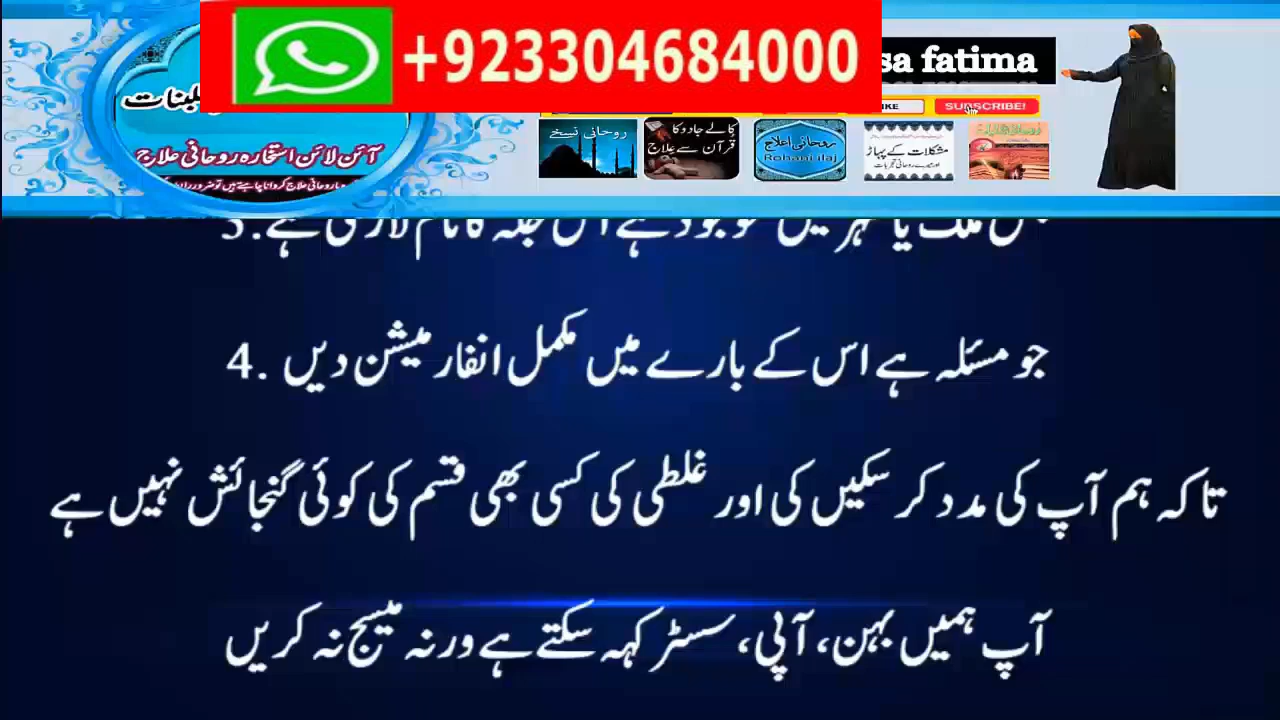 +923304684000
sa fatima
SUBSCRIBE!
روحانی نسخ
کالے جادو کا
قرآن سے علاج
روحانی علاج
Rohani ilaj
مشکلات کے پہاڑ
آئن لائن استخارہ روحانی علاج
جو مسئلہ ہے اس کے بارے میں مکمل انفارمیشن دیں .4
تاکہ ہم آپ کی مدد کر سکیں کی اور غلطی کی کسی بھی قسم کی کوئی گنجائش نہیں ہے
آپ ہمیں بہن، آپی، سسٹر کہہ سکتے ہے ورنہ میسج نہ کریں